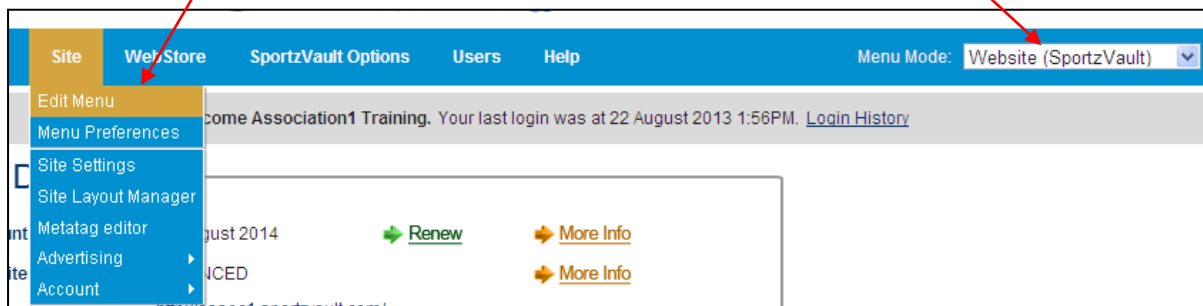 Site WebStore SportzVault Options Users Help Menu Mode: Website (SportzVault)
Edit Menu
come Association1 Training. Your last login was at 22 August 2013 1:56PM. Login History
Menu Preferences
Site Settings
D
Site Layout Manager
Metatag editor
gust 2014 Renew More Info
Advertising
NCED More Info
Account